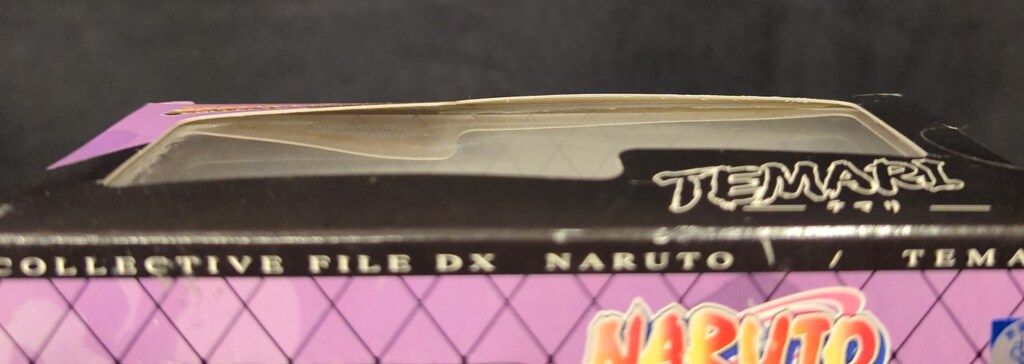 TEMARI
テマリ
COLLECTIVE FILE DX NARUTO / TEMA
NARUTO